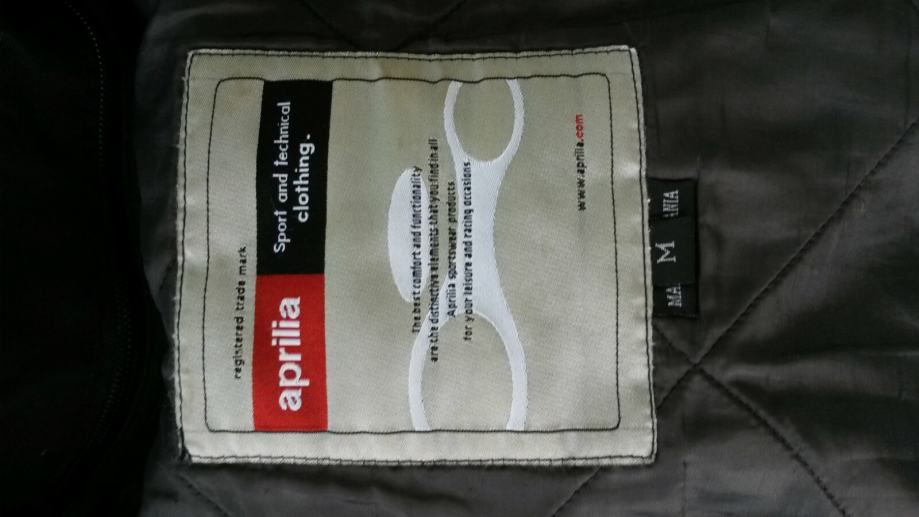 registered trade mark
aprilia
Sport and technical
clothing.
The best comfort and functionality
are the distinctive elements that you find in all
Aprilia sportswear products
for your leisure and racing occasions.
www.aprilia.com
M